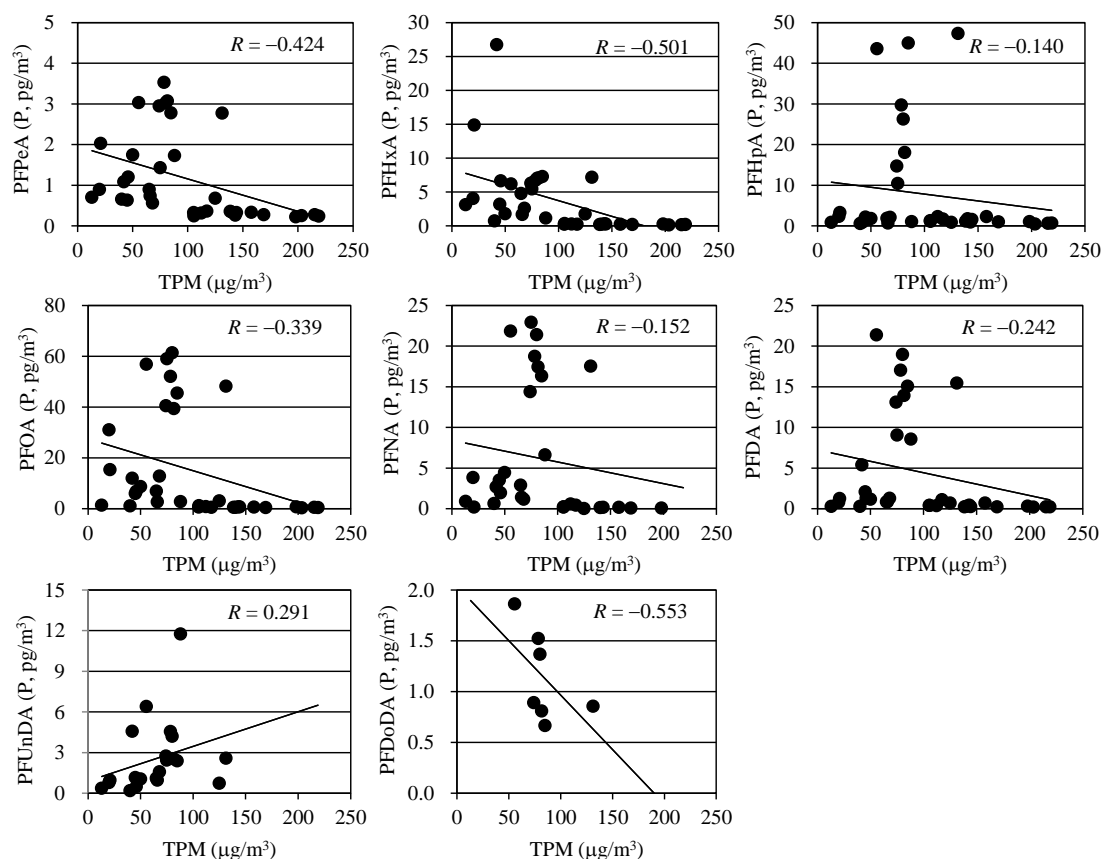 PFPeA (P, pg/m³)
5
4
3
2
1
0
R = −0.424
0 50 100 150 200 250
TPM (µg/m³)
PFHxA (P, pg/m³)
30
25
20
15
10
5
0
R = −0.501
0 50 100 150 200 250
TPM (µg/m³)
PFHpA (P, pg/m³)
50
40
30
20
10
0
R = −0.140
0 50 100 150 200 250
TPM (µg/m³)
PFOA (P, pg/m³)
80
60
40
20
0
R = −0.339
0 50 100 150 200 250
TPM (µg/m³)
PFNA (P, pg/m³)
25
20
15
10
5
0
R = −0.152
0 50 100 150 200 250
TPM (µg/m³)
PFDA (P, pg/m³)
25
20
15
10
5
0
R = −0.242
0 50 100 150 200 250
TPM (µg/m³)
PFUnDA (P, pg/m³)
15
12
9
6
3
0
R = 0.291
0 50 100 150 200 250
TPM (µg/m³)
PFDoDA (P, pg/m³)
2.0
1.5
1.0
0.5
0.0
R = −0.553
0 50 100 150 200 250
TPM (µg/m³)